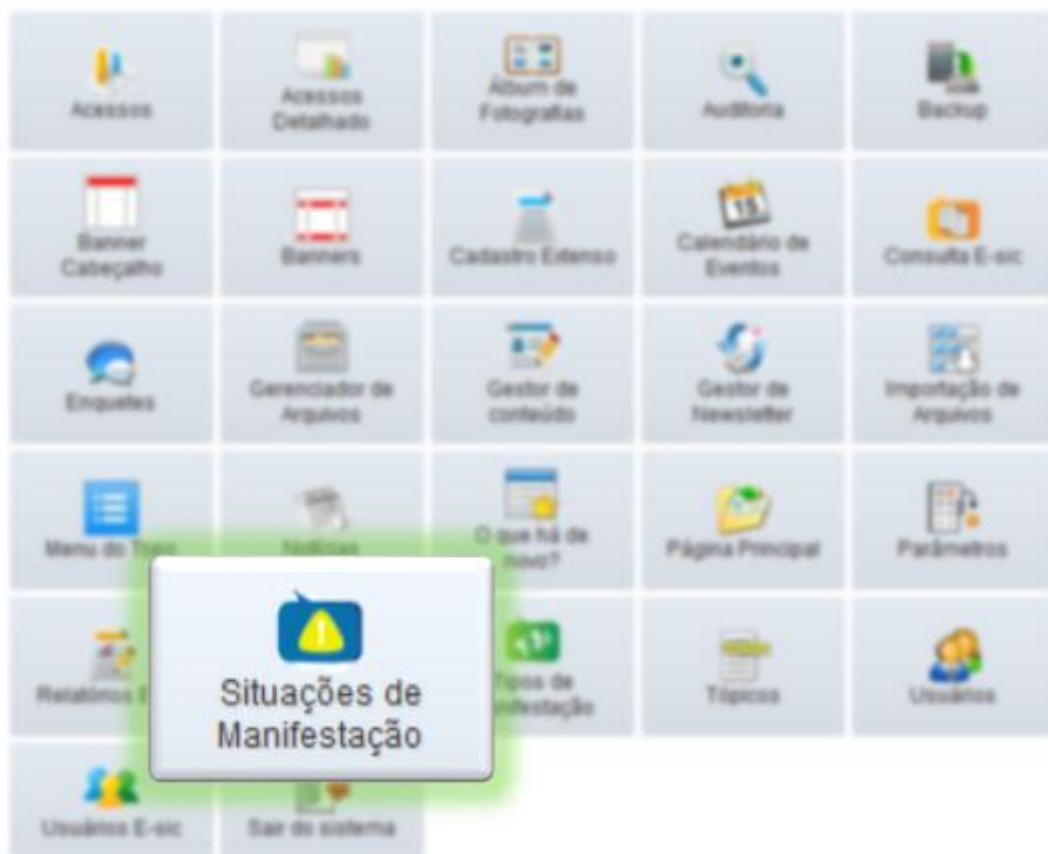 Acessos
Acessos
Detalhado
Álbum de
Fotografias
Auditoria
Backup
Banner
Cabeçalho
Banners
Cadastro Extenso
Calendário de
Eventos
Consulta E-sic
Enquetes
Gerenciador de
Arquivos
Gestor de
conteúdo
Gestor de
Newsletter
Importação de
Arquivos
Menu do Topo
Notícias
O que há de
novo?
Página Principal
Parâmetros
Relatórios
Situações de
Manifestação
Tipos de
Tópicos
Usuários
Usuários E-sic
Sair do sistema